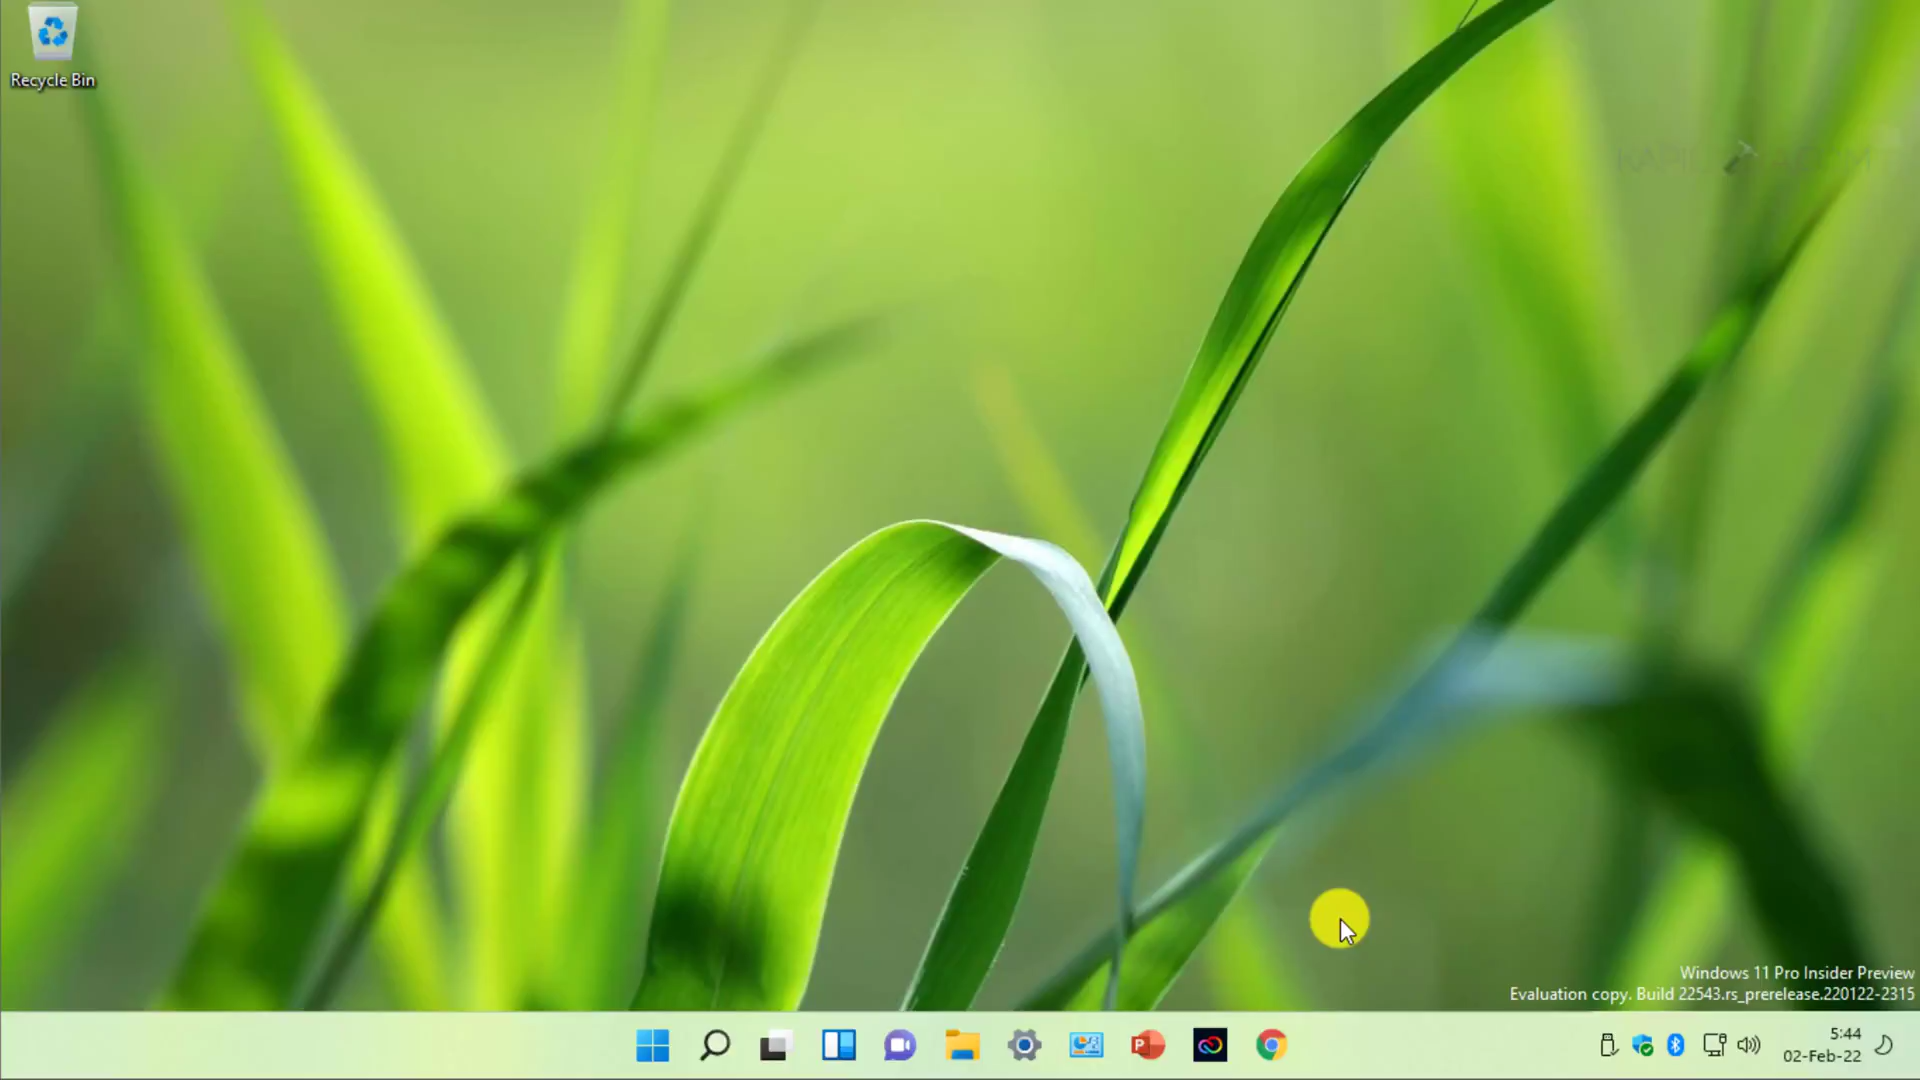 Recycle Bin
Windows 11 Pro Insider Preview
Evaluation copy. Build 22543.rs_prerelease.220122-2315
P
5:44
02-Feb-22